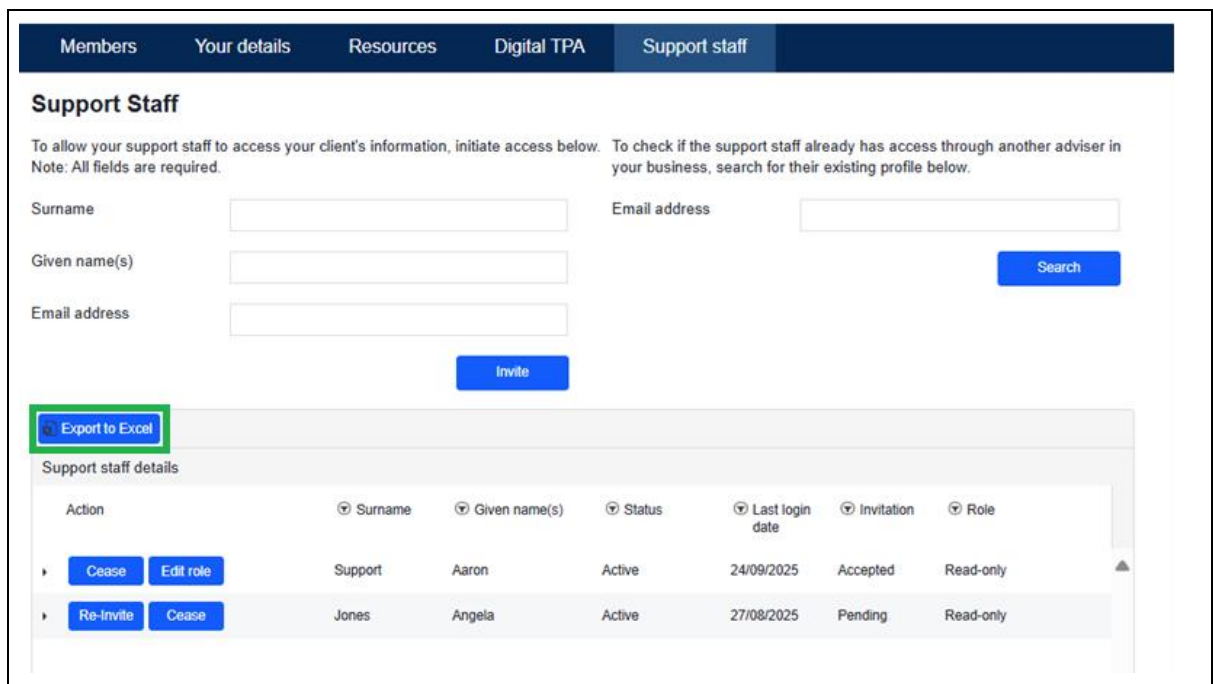 Members Your details Resources Digital TPA Support staff
Support Staff
To allow your support staff to access your client's information, initiate access below.
Note: All fields are required.
To check if the support staff already has access through another adviser in
your business, search for their existing profile below.
Surname
Given name(s)
Email address
Invite
Email address
Search
Export to Excel
Support staff details
Action Surname Given name(s) Status Last login date Invitation Role
Cease Edit role Support Aaron Active 24/09/2025 Accepted Read-only
Re-Invite Cease Jones Angela Active 27/08/2025 Pending Read-only